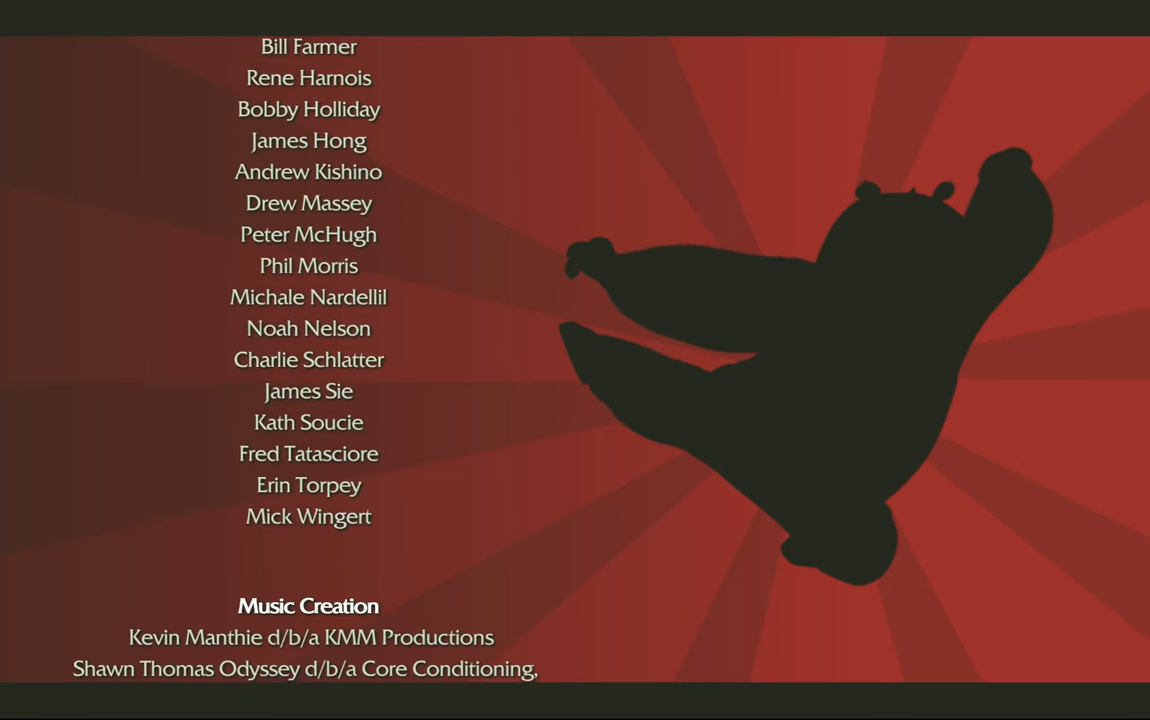 Bill Farmer
Rene Harnois
Bobby Holliday
James Hong
Andrew Kishino
Drew Massey
Peter McHugh
Phil Morris
Michale Nardellil
Noah Nelson
Charlie Schlatter
James Sie
Kath Soucie
Fred Tatasciore
Erin Torpey
Mick Wingert
Music Creation
Kevin Manthie d/b/a KMM Productions
Shawn Thomas Odyssey d/b/a Core Conditioning,